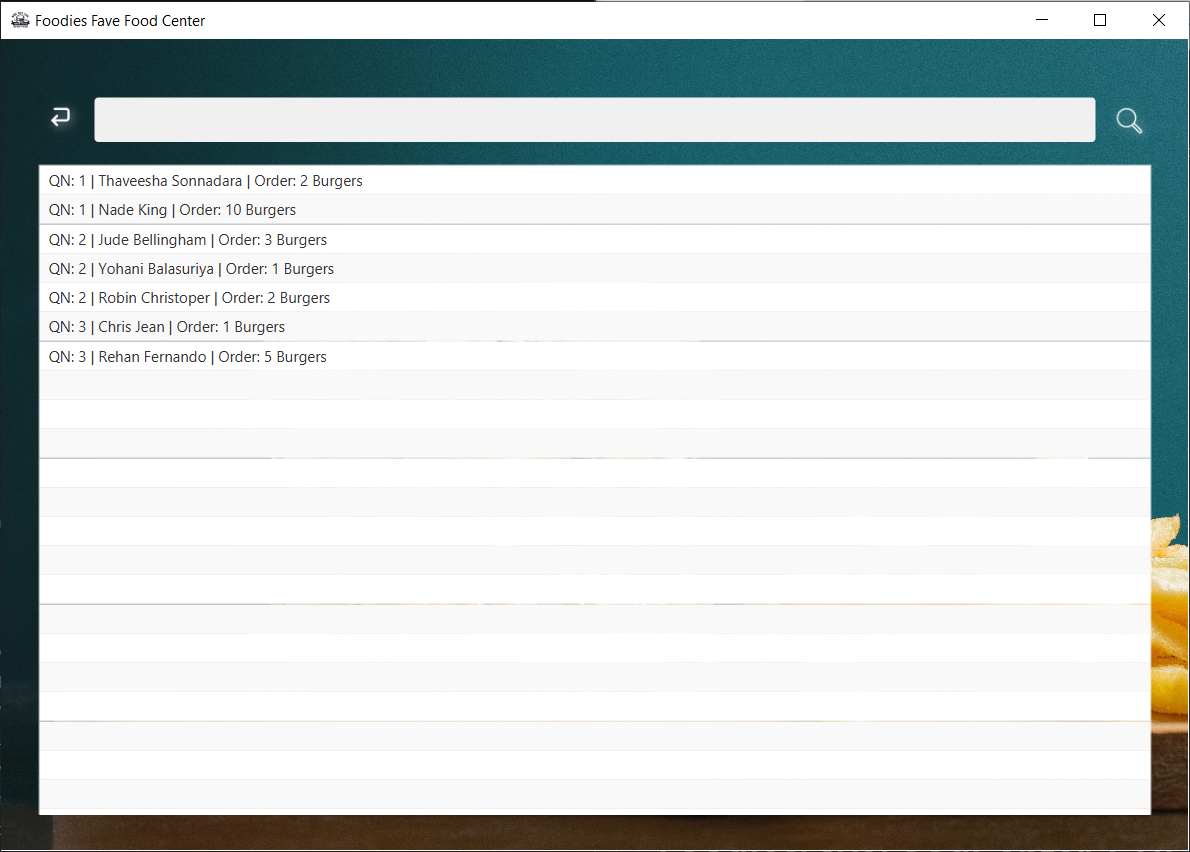 Foodies Fave Food Center
QN: 1 | Thaveesha Sonnadara | Order: 2 Burgers
QN: 1 | Nade King | Order: 10 Burgers
QN: 2 | Jude Bellingham | Order: 3 Burgers
QN: 2 | Yohani Balasuriya | Order: 1 Burgers
QN: 2 | Robin Christoper | Order: 2 Burgers
QN: 3 | Chris Jean | Order: 1 Burgers
QN: 3 | Rehan Fernando | Order: 5 Burgers